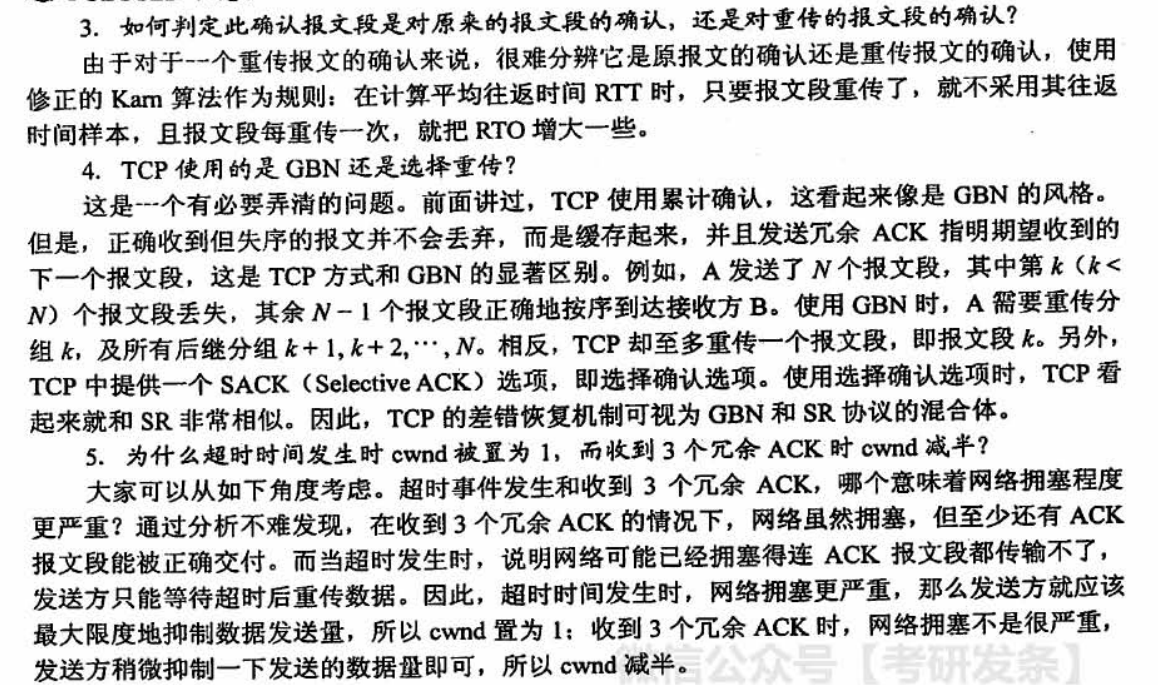 3. 如何判定此确认报文段是对原来的报文段的确认，还是对重传的报文段的确认？
由于对于一个重传报文的确认来说，很难分辨它是原报文的确认还是重传报文的确认，使用
修正的 Karn 算法作为规则：在计算平均往返时间 RTT 时，只要报文段重传了，就不采用其往返
时间样本，且报文段每重传一次，就把 RTO 增大一些。
4. TCP 使用的是 GBN 还是选择重传？
这是一个有必要弄清的问题。前面讲过，TCP 使用累计确认，这看起来像是 GBN 的风格。
但是，正确收到但失序的报文并不会丢弃，而是缓存起来，并且发送冗余 ACK 指明期望收到的
下一个报文段，这是 TCP 方式和 GBN 的显著区别。例如，A 发送了 N 个报文段，其中第 k（k<
N）个报文段丢失，其余 N－1 个报文段正确地按序到达接收方 B。使用 GBN 时，A 需要重传分
组 k，及所有后继分组 k+1, k+2,…, N。相反，TCP 却至多重传一个报文段，即报文段 k。另外，
TCP 中提供一个 SACK（Selective ACK）选项，即选择确认选项。使用选择确认选项时，TCP 看
起来就和 SR 非常相似。因此，TCP 的差错恢复机制可视为 GBN 和 SR 协议的混合体。
5. 为什么超时时间发生时 cwnd 被置为 1，而收到 3 个冗余 ACK 时 cwnd 减半？
大家可以从如下角度考虑。超时事件发生和收到 3 个冗余 ACK，哪个意味着网络拥塞程度
更严重？通过分析不难发现，在收到 3 个冗余 ACK 的情况下，网络虽然拥塞，但至少还有 ACK
报文段能被正确交付。而当超时发生时，说明网络可能已经拥塞得连 ACK 报文段都传输不了，
发送方只能等待超时后重传数据。因此，超时时间发生时，网络拥塞更严重，那么发送方就应该
最大限度地抑制数据发送量，所以 cwnd 置为 1；收到 3 个冗余 ACK 时，网络拥塞不是很严重，
发送方稍微抑制一下发送的数据量即可，所以 cwnd 减半。
微信公众号【考研发条】